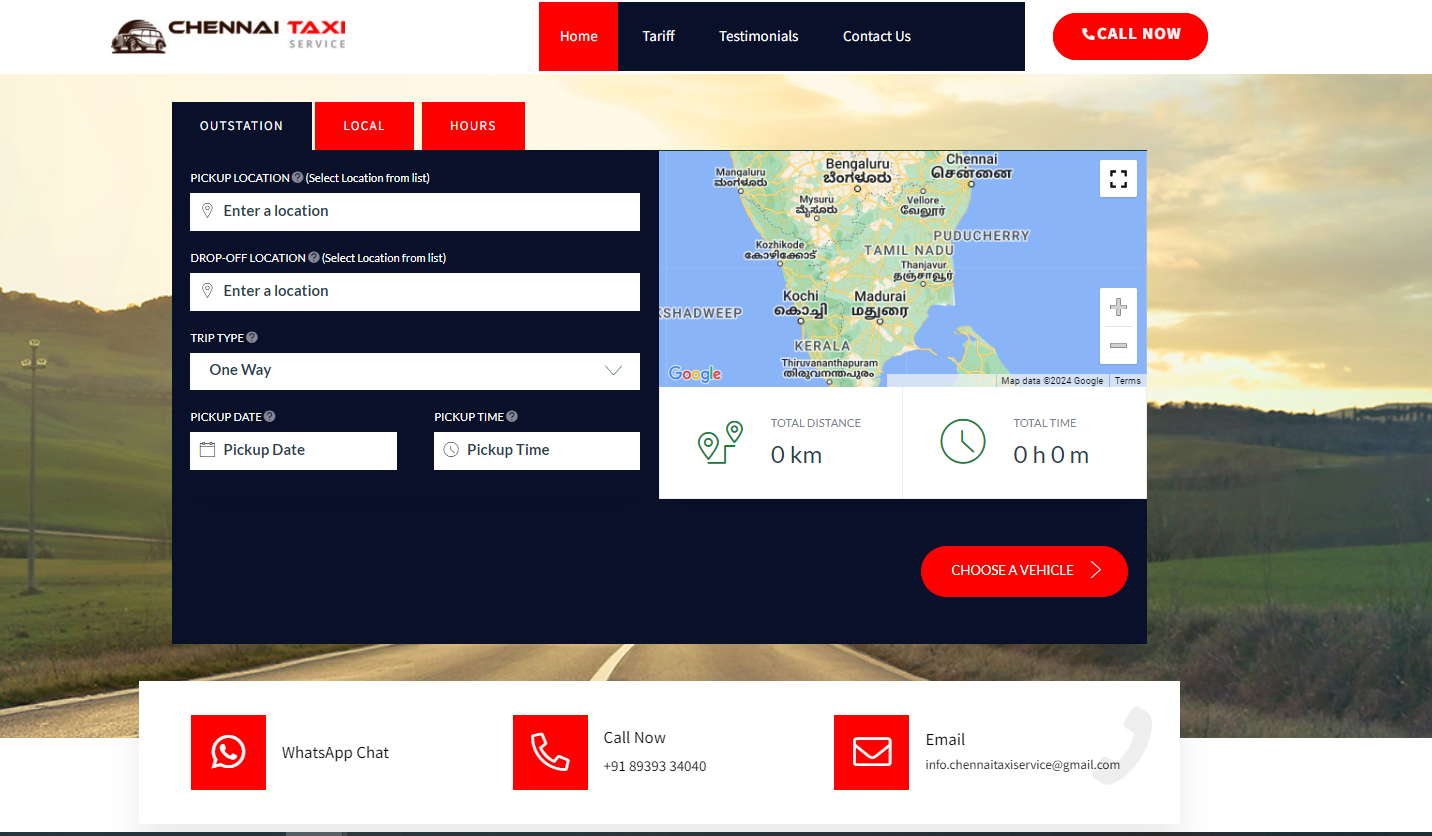 CHENNAI TAXI
SERVICE
Home
Tariff
Testimonials
Contact Us
CALL NOW
OUTSTATION
LOCAL
HOURS
PICKUP LOCATION (Select Location from list)
Enter a location
DROP-OFF LOCATION (Select Location from list)
Enter a location
TRIP TYPE
One Way
PICKUP DATE
PICKUP TIME
Pickup Date
Pickup Time
Chennai
சென்னை
Bengaluru
ಬೆಂಗಳೂರು
Mangaluru
ಮಂಗಳೂರು
Mysuru
ಮೈಸೂರು
Vellore
வேலூர்
PUDUCHERRY
Kozhikode
കോഴിക്കോട്
TAMIL NADU
Thanjavur
தஞ்சாவூர்
Kochi
കൊച്ചി
Madurai
மதுரை
KSHADWEEP
KERALA
Thiruvananthapuram
തിരുവനന്തപുരം
Google
Map data ©2024 Google
Terms
TOTAL DISTANCE
0 km
TOTAL TIME
0 h 0 m
CHOOSE A VEHICLE
WhatsApp Chat
Call Now
+91 89393 34040
Email
info.chennaitaxiservice@gmail.com